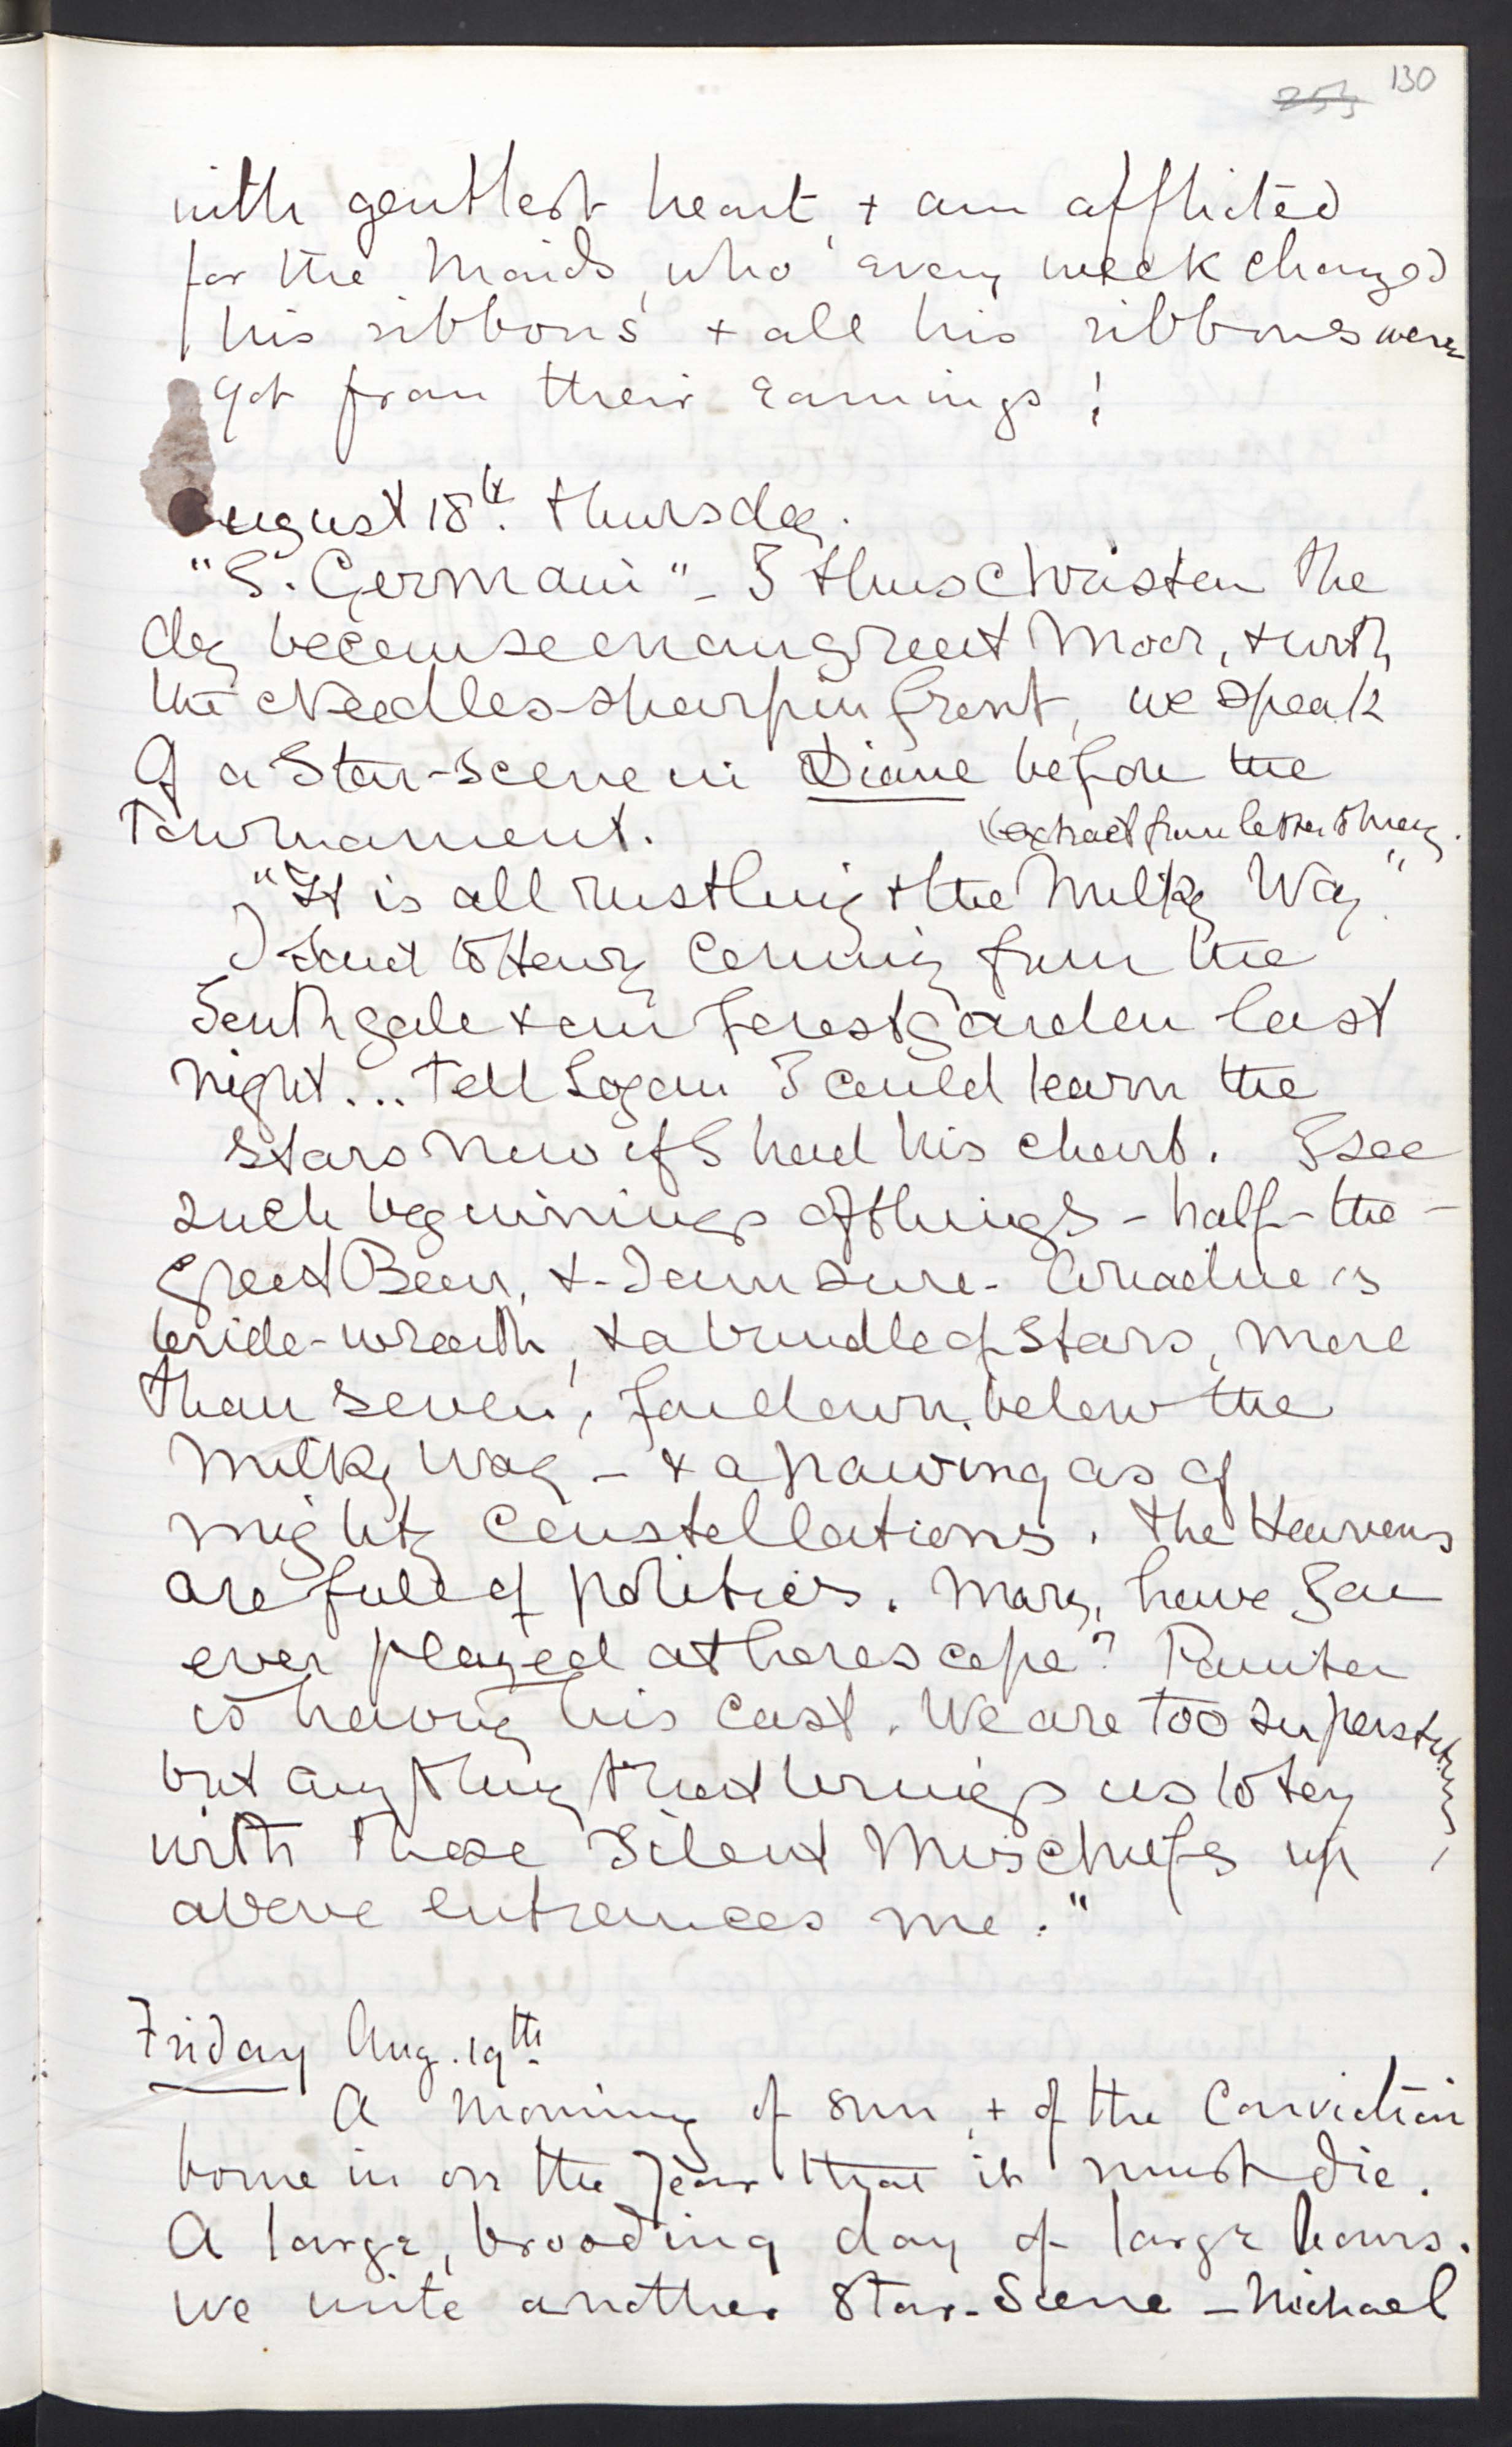 130
253
with gentlest heart, + am afflicted
for the Maids, who every week changed
his ribbons + all his ribbons were
got from their earnings!
August 18th. Thursday.
"S. Germain" - I thus christen the
day because on our great Moor, + with
the Needles sharp in front, we speak
of a Star-scene in Diane before the
Tournament.
(extract from letter to Mary.
"It is all rustling + the Milky Way"
I said to Henry coming from the
South gale + our forest garden last
night... Tell Logan I could learn the
stars now if I had his chart. I see
such beginnings of things - half - the -
great Bear, + - I am sure - Ariadne's
bride-wreath, + a bundle of stars, more
than seven, far down, below the
Milky Way - + a pawing as of
mighty constellations. The Heavens
are full of politics. Mary, have you
ever played at horoscope? Painter
is having his cast. We are too superstitious,
but anything that brings us to toy
with those Silent Mischiefs up
above entrances me."
Friday Aug. 19th
A morning of sun, + of the conviction
borne in on the year that it must die.
A large, brooding day of large hours.
We write another Star-Scene - Michael